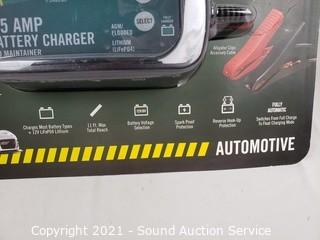 5 AMP
BATTERY CHARGER
MAINTAINER
AGM/
FLOODED
LITHIUM
(LiFePO4)
SELECT
Alligator Clips
Accessory Cable
Charges Most Battery Types
+ 12V LiFePO4 Lithium
11 Ft. Max
Total Reach
Battery Voltage
Selection
Spark Proof
Protection
Reverse Hook-Up
Protection
FULLY
AUTOMATIC
Switches From Full Charge
To Float Charging Mode
AUTOMOTIVE
Copyright 2021 - Sound Auction Service